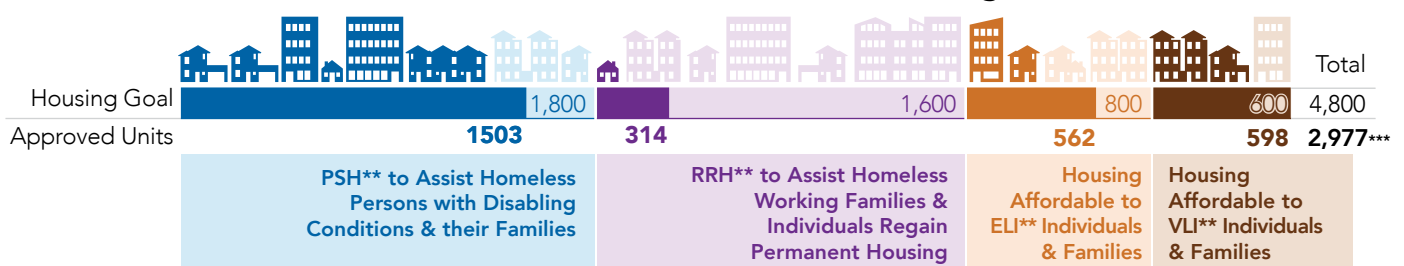 Total
Housing Goal 1,800 1,600 800 600 4,800
Approved Units 1503 314 562 598 2,977***
PSH** to Assist Homeless
Persons with Disabling
Conditions & their Families
RRH** to Assist Homeless
Working Families &
Individuals Regain
Permanent Housing
Housing
Affordable to
ELI** Individuals
& Families
Housing
Affordable to
VLI** Individuals
& Families